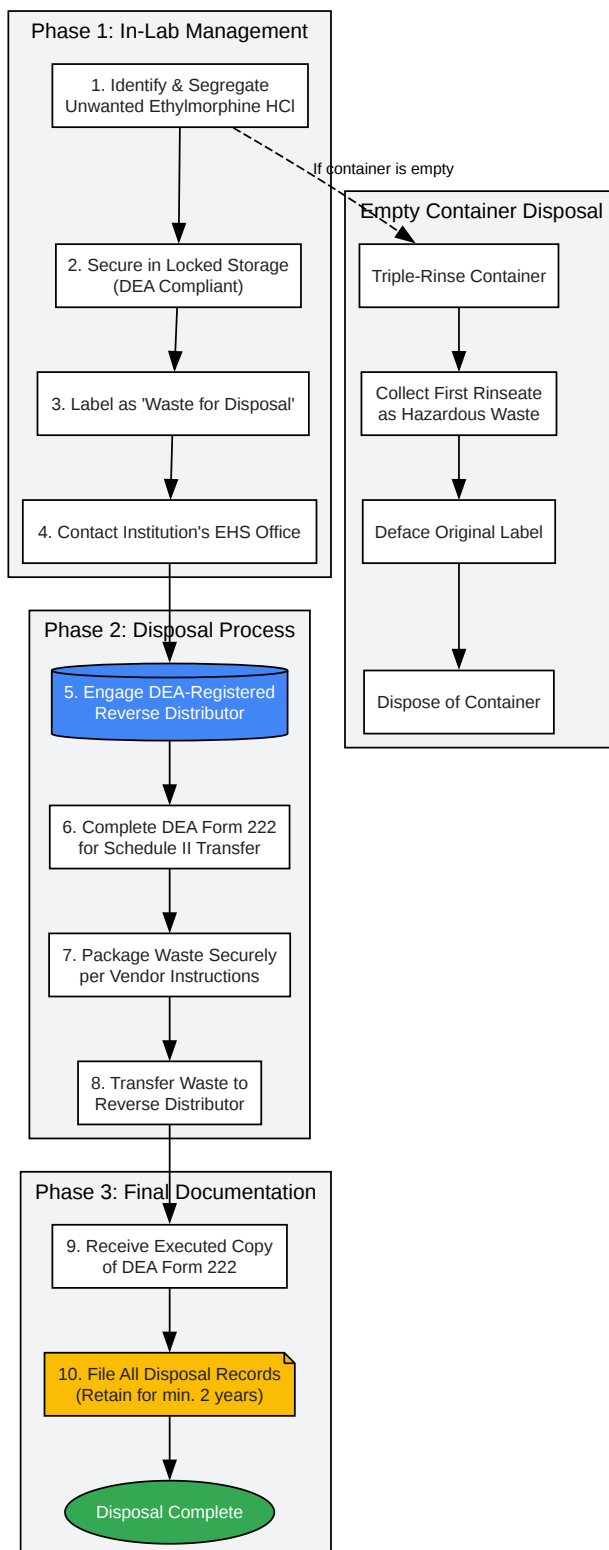 Phase 1: In-Lab Management
1. Identify & Segregate
Unwanted Ethylmorphine HCl
If container is empty
2. Secure in Locked Storage
(DEA Compliant)
3. Label as 'Waste for Disposal'
4. Contact Institution's EHS Office
Empty Container Disposal
Triple-Rinse Container
Collect First Rinseate
as Hazardous Waste
Deface Original Label
Dispose of Container
Phase 2: Disposal Process
5. Engage DEA-Registered
Reverse Distributor
6. Complete DEA Form 222
for Schedule II Transfer
7. Package Waste Securely
per Vendor Instructions
8. Transfer Waste to
Reverse Distributor
Phase 3: Final Documentation
9. Receive Executed Copy
of DEA Form 222
10. File All Disposal Records
(Retain for min. 2 years)
Disposal Complete